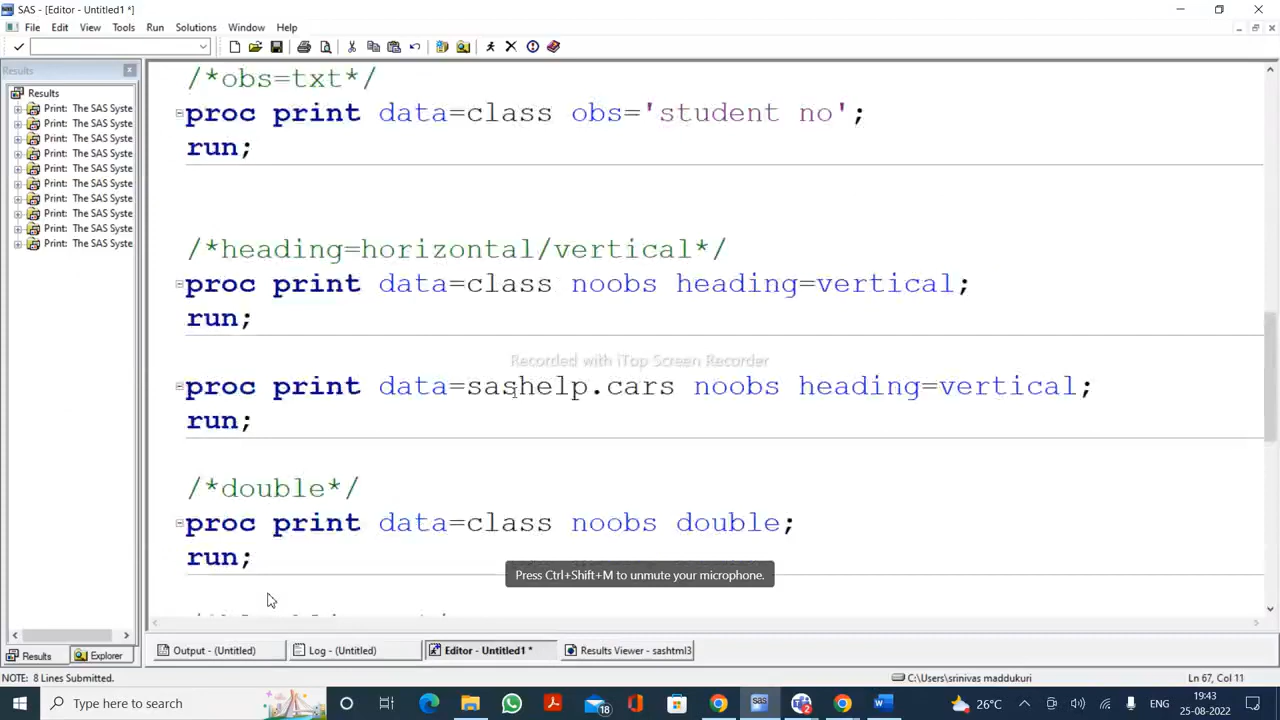 SAS - [Editor - Untitled1 *]
File Edit View Tools Run Solutions Window Help
Results
Results
Print: The SAS Syste
Print: The SAS Syste
Print: The SAS Syste
Print: The SAS Syste
Print: The SAS Syste
Print: The SAS Syste
Print: The SAS Syste
Print: The SAS Syste
Print: The SAS Syste
Print: The SAS Syste
/*obs=txt*/
proc print data=class obs='student no';
run;
/*heading=horizontal/vertical*/
proc print data=class noobs heading=vertical;
run;
Recorded with iTop Screen Recorder
proc print data=sashelp.cars noobs heading=vertical;
run;
/*double*/
proc print data=class noobs double;
run;
Press Ctrl+Shift+M to unmute your microphone.
Results Explorer
Output - (Untitled) Log - (Untitled) Editor - Untitled1 * Results Viewer - sashtml3
NOTE: 8 Lines Submitted. C:\Users\srinivas maddukuri Ln 67, Col 11
Type here to search
18
2
26°C
ENG
19:43
25-08-2022